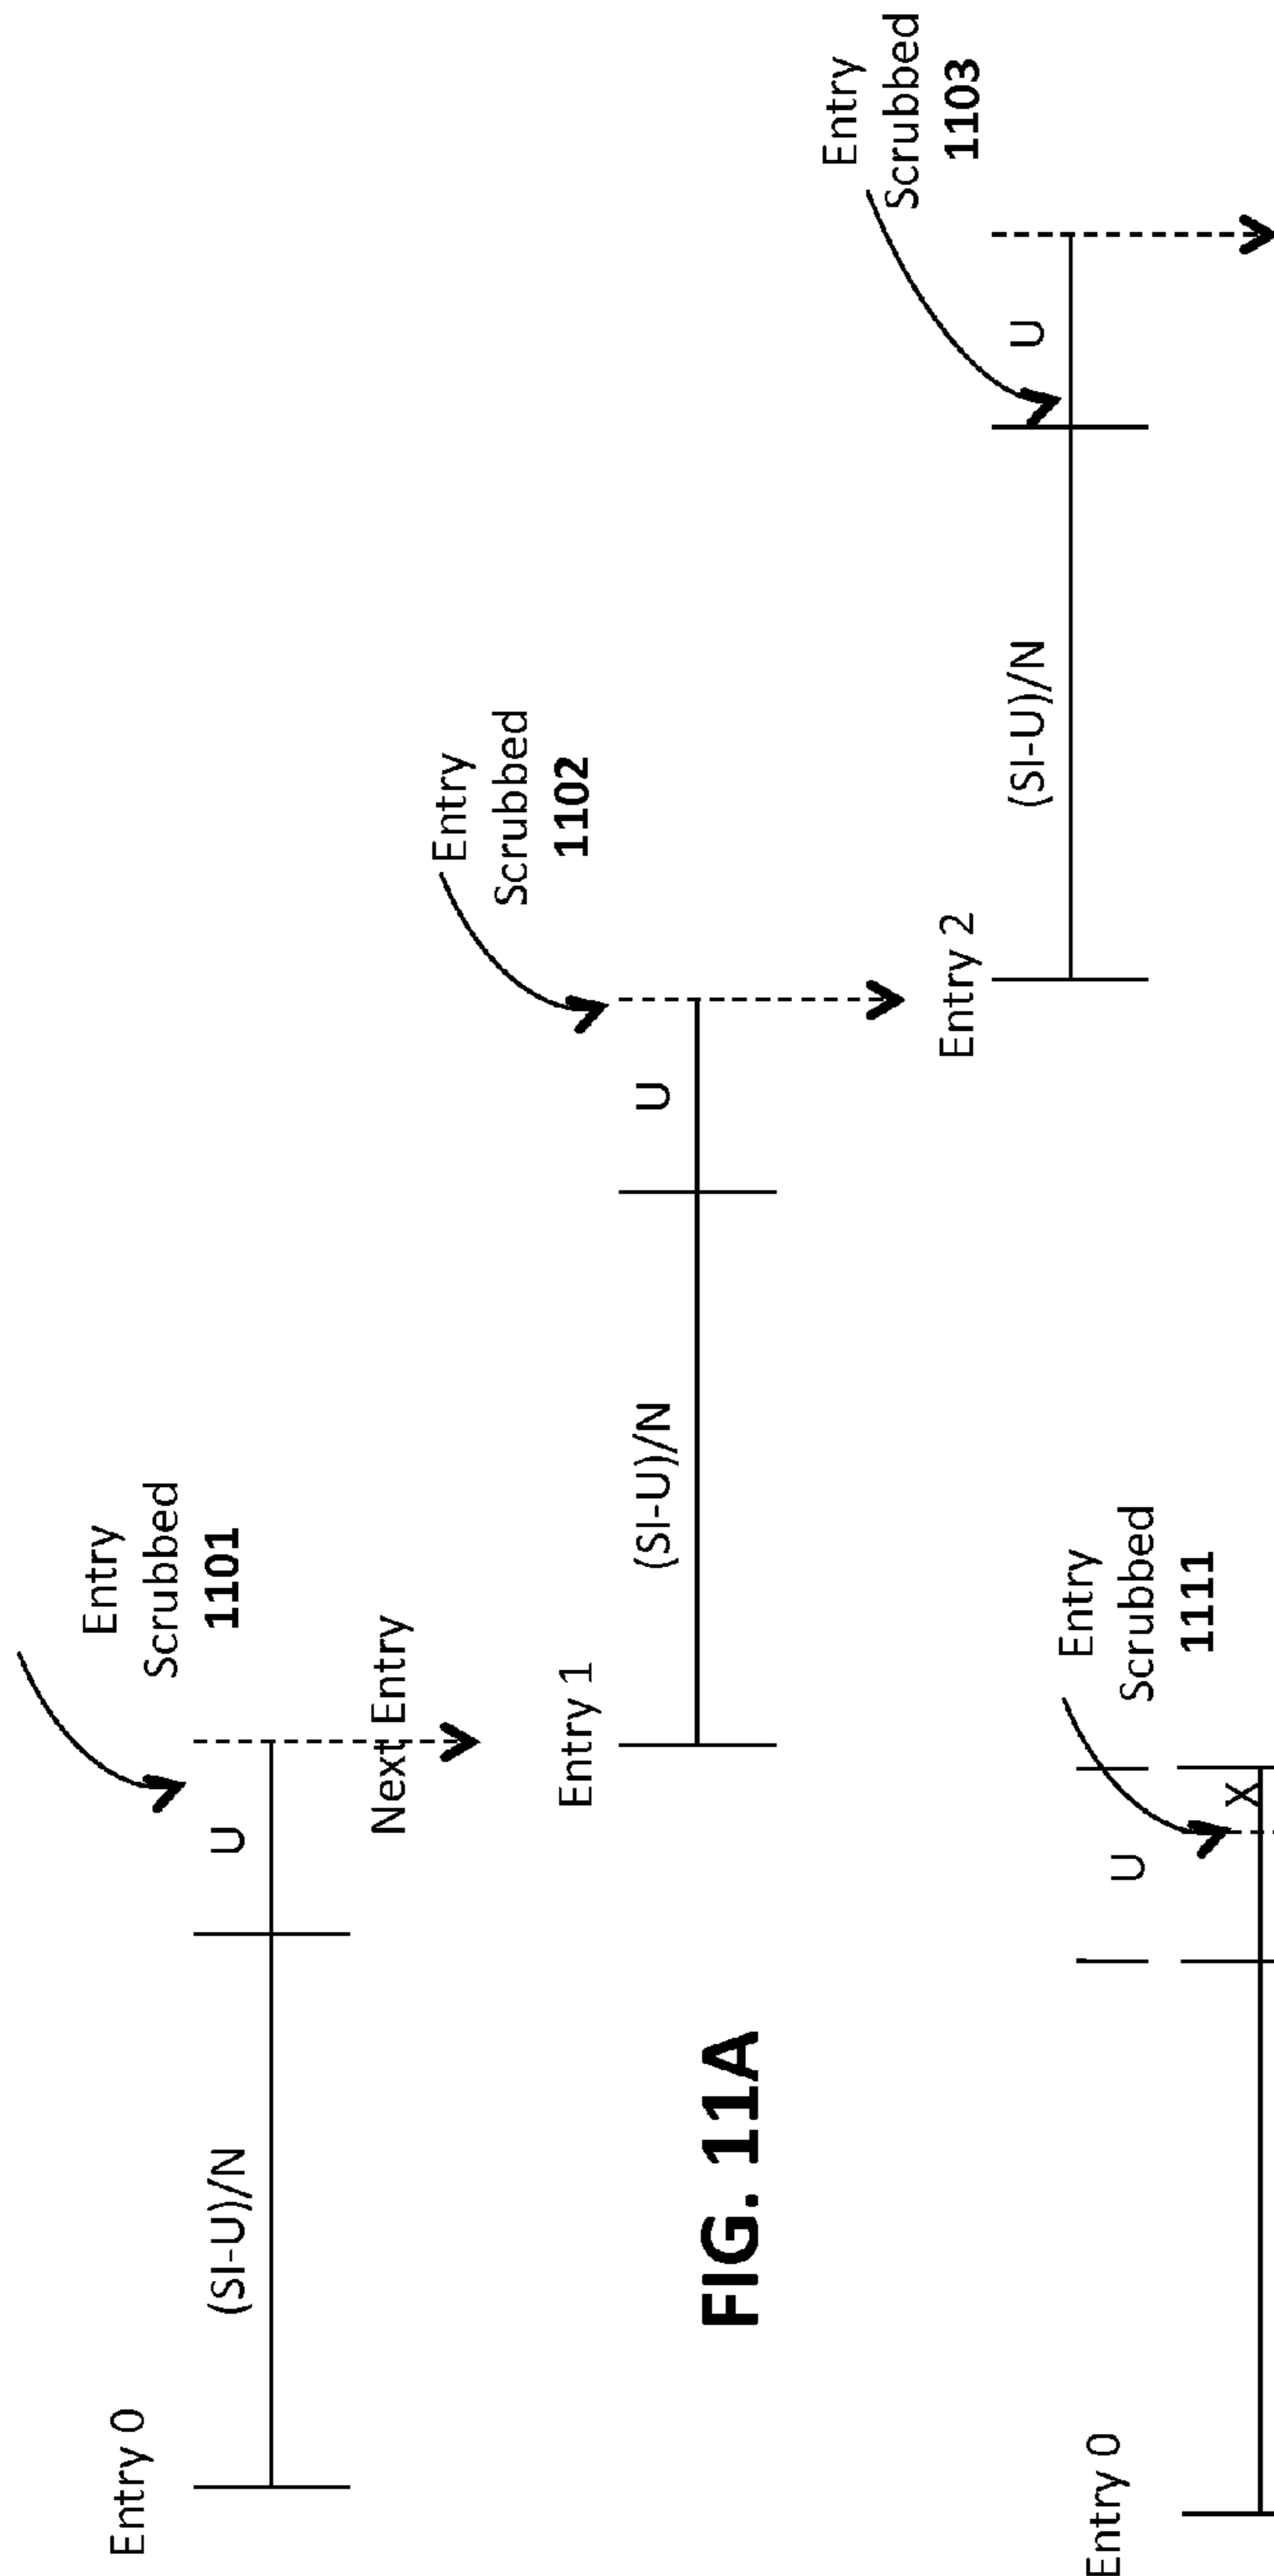 Entry 0
(SI-U)/N
U
Entry
Scrubbed
1101
Next Entry
Entry 1
(SI-U)/N
U
Entry
Scrubbed
1102
Entry 2
(SI-U)/N
U
Entry
Scrubbed
1103
FIG. 11A
Entry 0
U
X
Entry
Scrubbed
1111